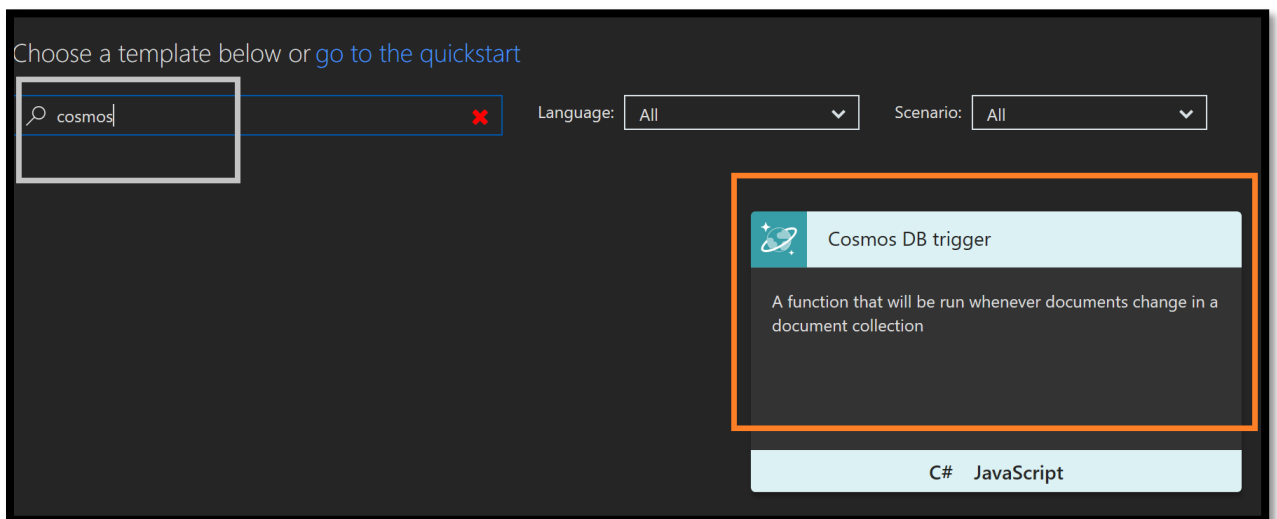 Choose a template below or go to the quickstart
cosmos
Language: All
Scenario: All
Cosmos DB trigger
A function that will be run whenever documents change in a
document collection
C# JavaScript